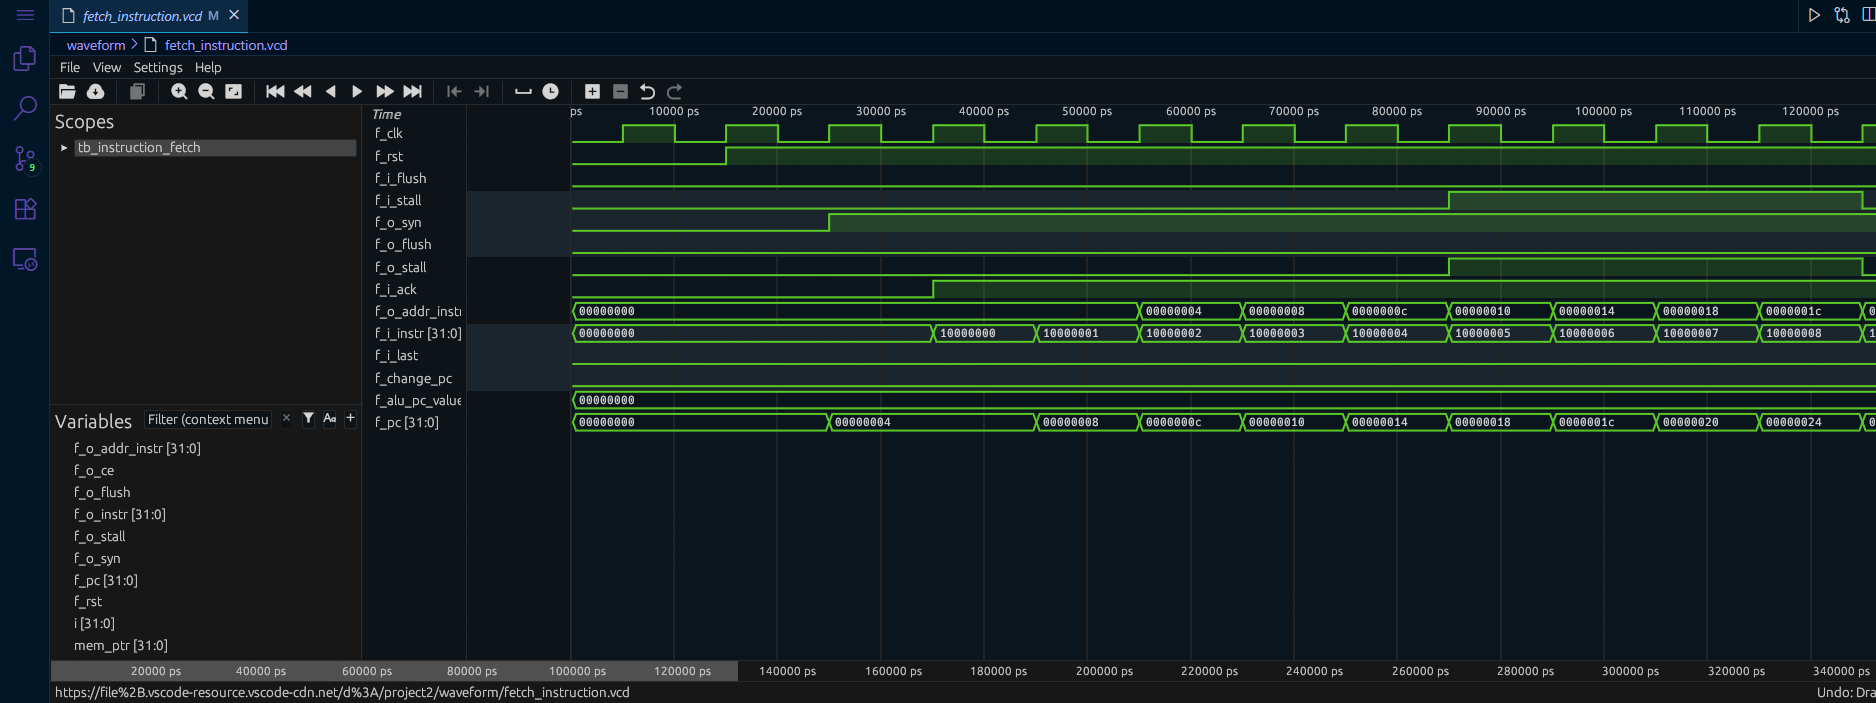 fetch_instruction.vcd M
waveform > fetch_instruction.vcd
File View Settings Help
9
Scopes
tb_instruction_fetch
Time
ps 10000 ps 20000 ps 30000 ps 40000 ps 50000 ps 60000 ps 70000 ps 80000 ps 90000 ps 100000 ps 110000 ps 120000 ps
f_clk
f_rst
f_i_flush
f_i_stall
f_o_syn
f_o_flush
f_o_stall
f_i_ack
f_o_addr_instr 00000000 00000004 00000008 0000000c 00000010 00000014 00000018 0000001c 0
f_i_instr [31:0] 00000000 10000000 10000001 10000002 10000003 10000004 10000005 10000006 10000007 10000008 1
f_i_last
f_change_pc
f_alu_pc_value 00000000
f_pc [31:0] 00000000 00000004 00000008 0000000c 00000010 00000014 00000018 0000001c 00000020 00000024 0
Variables Filter (context menu Aa
f_o_addr_instr [31:0]
f_o_ce
f_o_flush
f_o_instr [31:0]
f_o_stall
f_o_syn
f_pc [31:0]
f_rst
i [31:0]
mem_ptr [31:0]
20000 ps 40000 ps 60000 ps 80000 ps 100000 ps 120000 ps 140000 ps 160000 ps 180000 ps 200000 ps 220000 ps 240000 ps 260000 ps 280000 ps 300000 ps 320000 ps 340000 ps
https://file%2B.vscode-resource.vscode-cdn.net/d%3A/project2/waveform/fetch_instruction.vcd
Undo: Dra